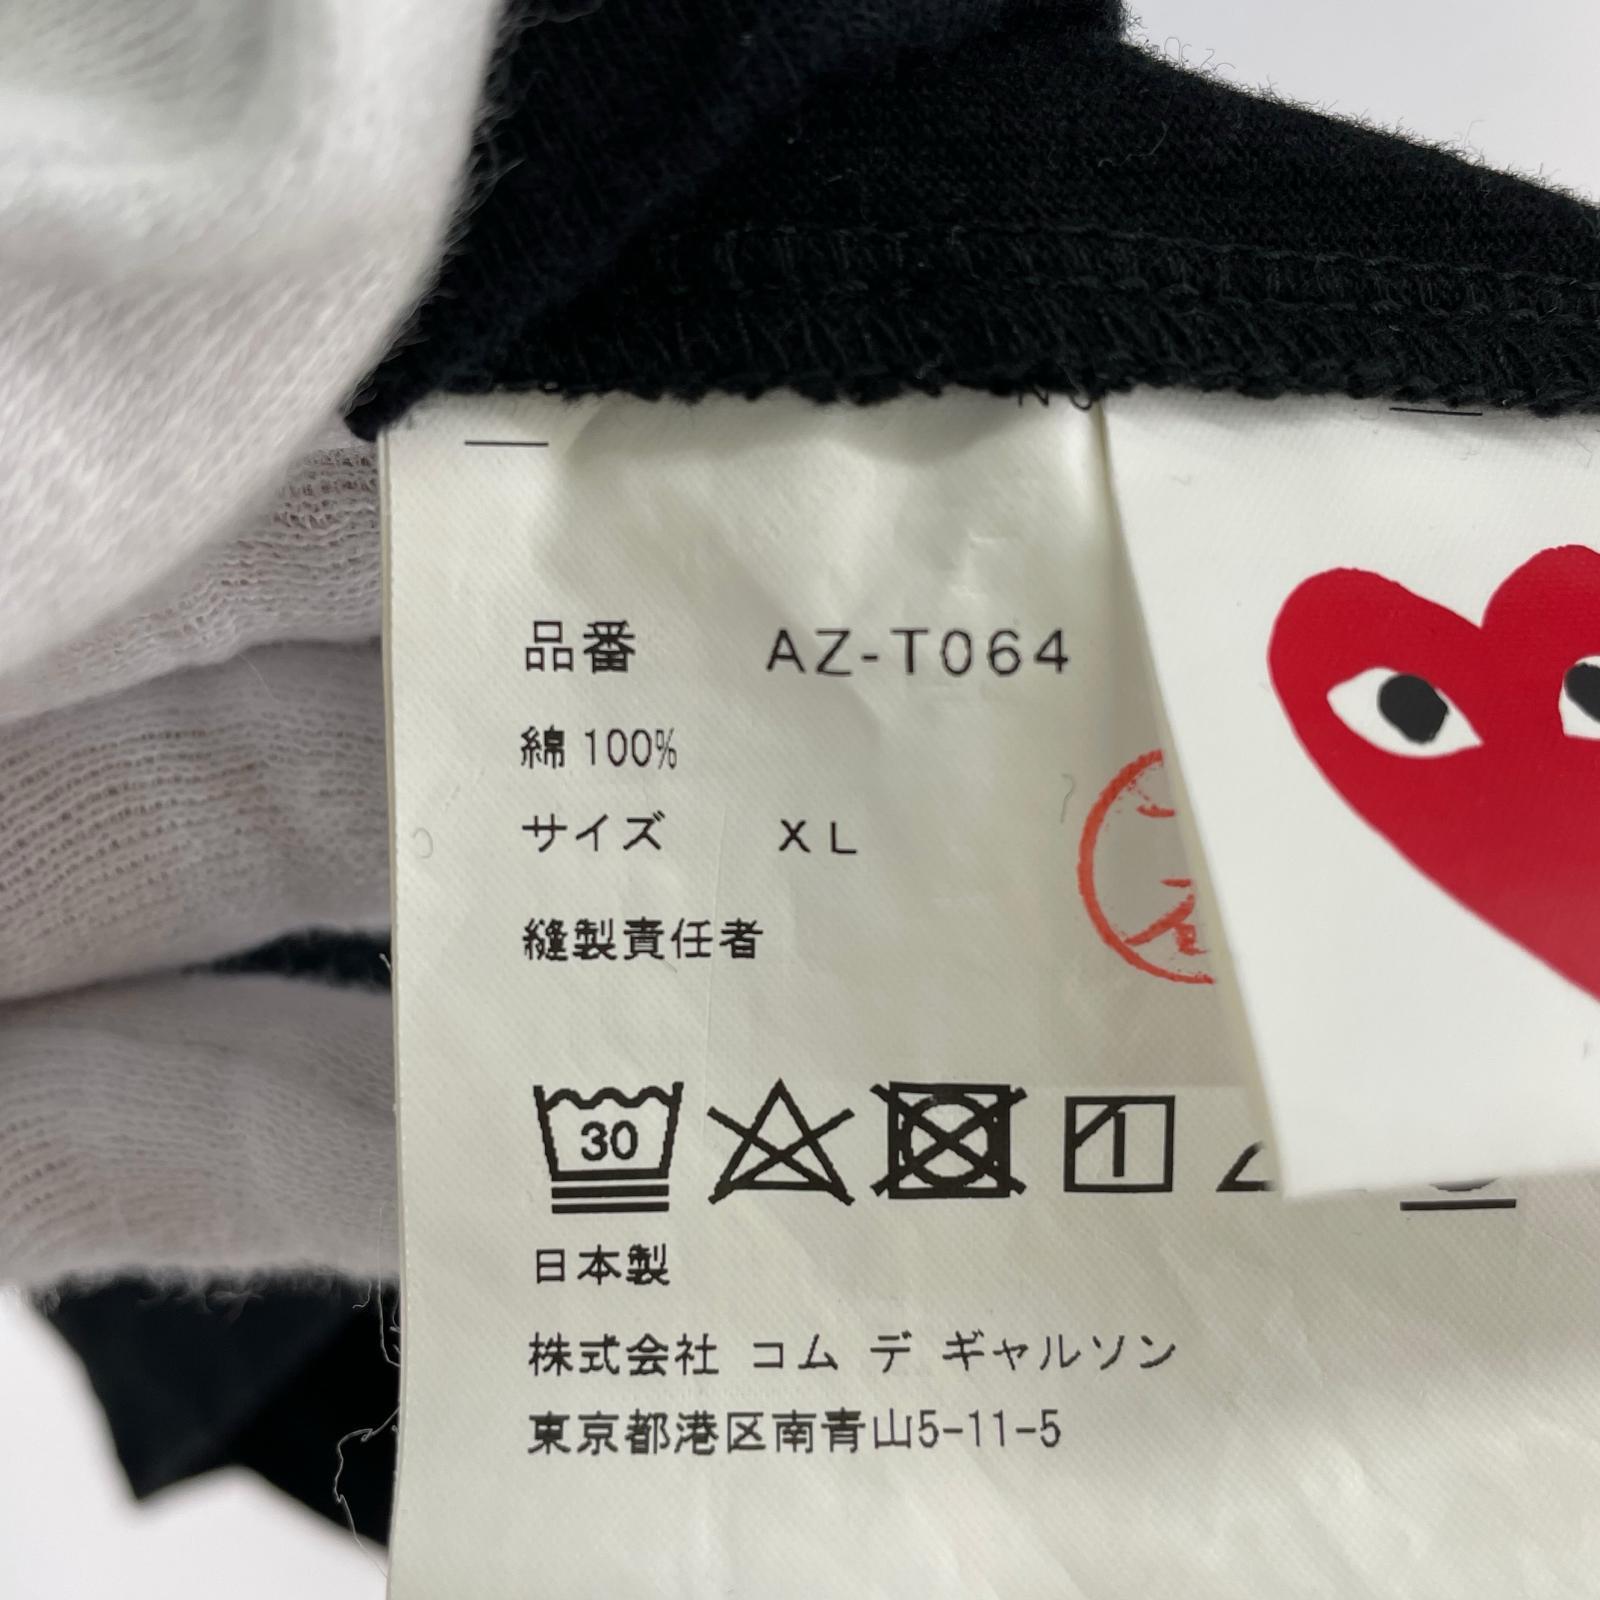 品番 AZ-T064
綿 100%
サイズ XL
縫製責任者
30
1
日本製
株式会社 コム デ ギャルソン
東京都港区南青山5-11-5